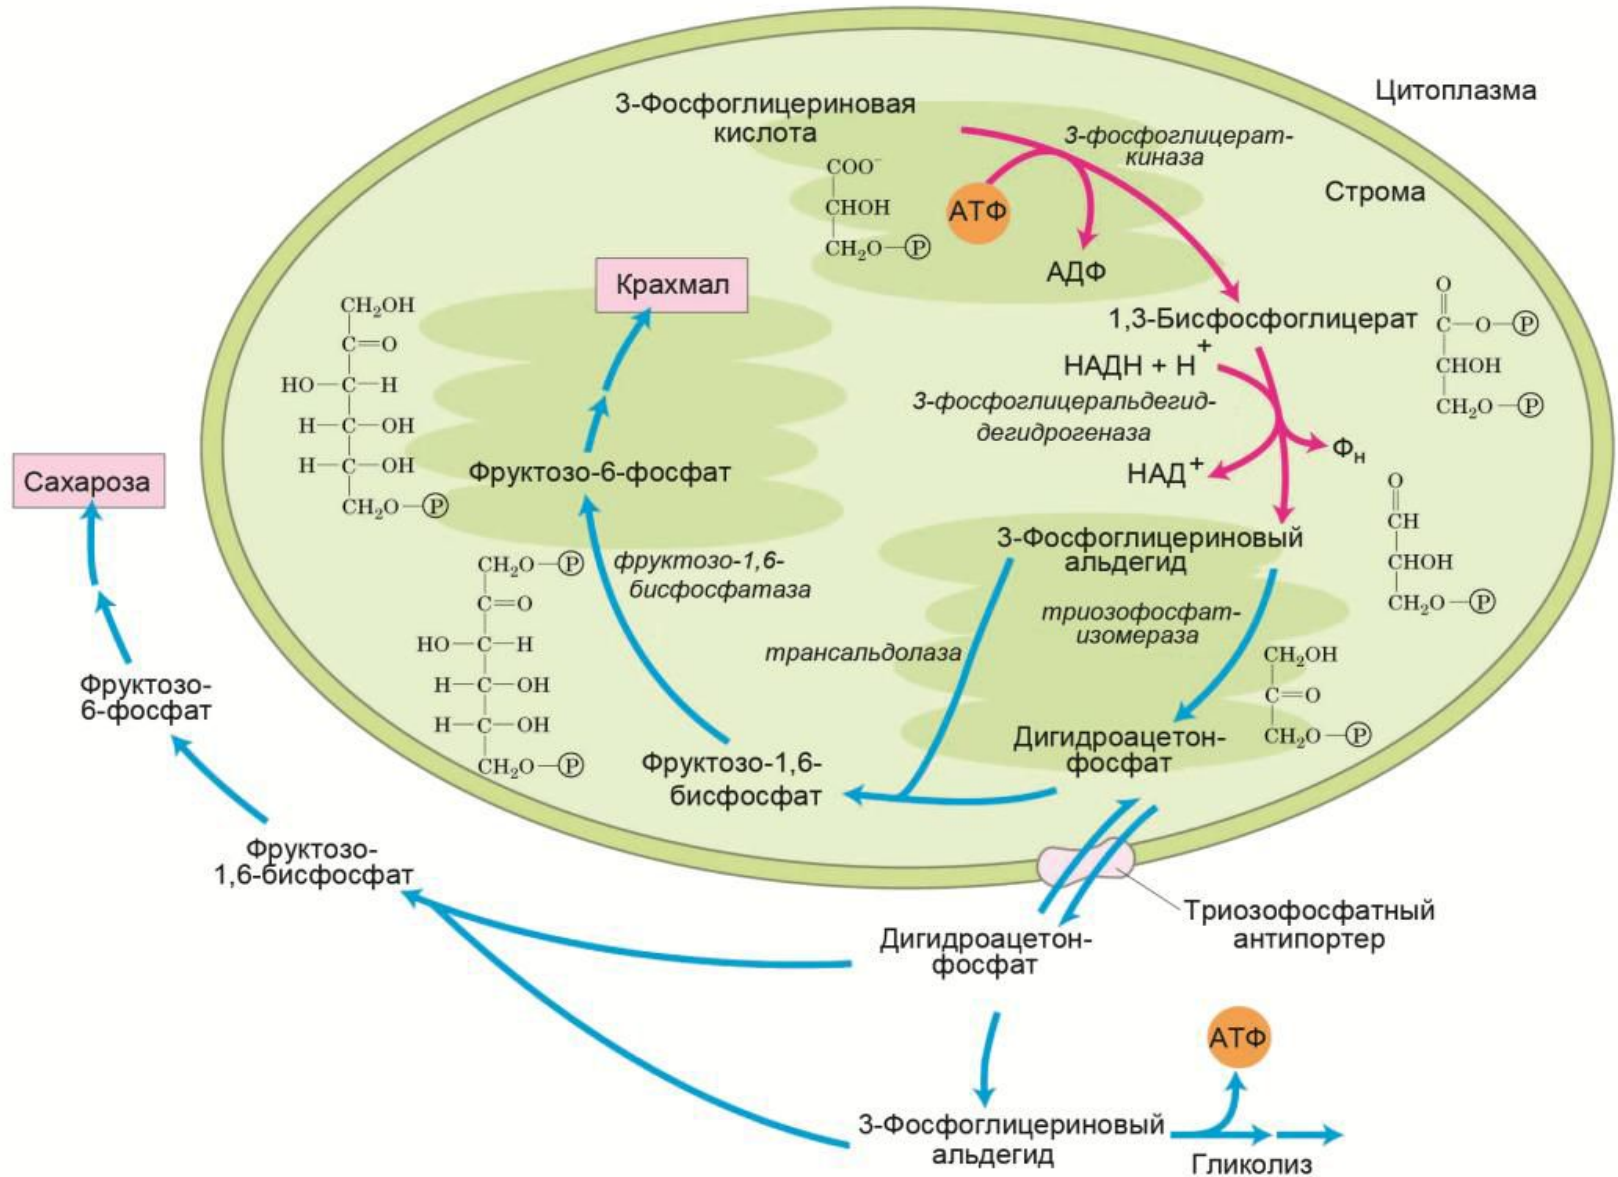 Цитоплазма
Строма
3-Фосфоглицериновая
кислота
COO⁻
CHOH
CH₂O—P
3-фосфоглицерат-
киназа
АТФ
АДФ
1,3-Бисфосфоглицерат
O
C—O—P
CHOH
CH₂O—P
НАДН + Н⁺
3-фосфоглицеральдегид-
дегидрогеназа
НАД⁺
Фн
3-Фосфоглицериновый
альдегид
O
CH
CHOH
CH₂O—P
триозофосфат-
изомераза
трансальдолаза
CH₂OH
C=O
CH₂O—P
Дигидроацетон-
фосфат
Фруктозо-1,6-
бисфосфат
CH₂O—P
C=O
HO—C—H
H—C—OH
H—C—OH
CH₂O—P
фруктозо-1,6-
бисфосфатаза
Фруктозо-6-фосфат
CH₂OH
C=O
HO—C—H
H—C—OH
H—C—OH
CH₂O—P
Крахмал
Сахароза
Фруктозо-
6-фосфат
Фруктозо-
1,6-бисфосфат
Триозофосфатный
антипортер
Дигидроацетон-
фосфат
3-Фосфоглицериновый
альдегид
АТФ
Гликолиз